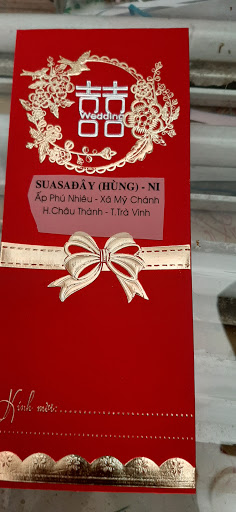 囍
Wedding
SUASADÂY (HÙNG) - NI
Ấp Phú Nhiêu - Xã Mỹ Chánh
H.Châu Thành - T.Trà Vinh
Kính mời: